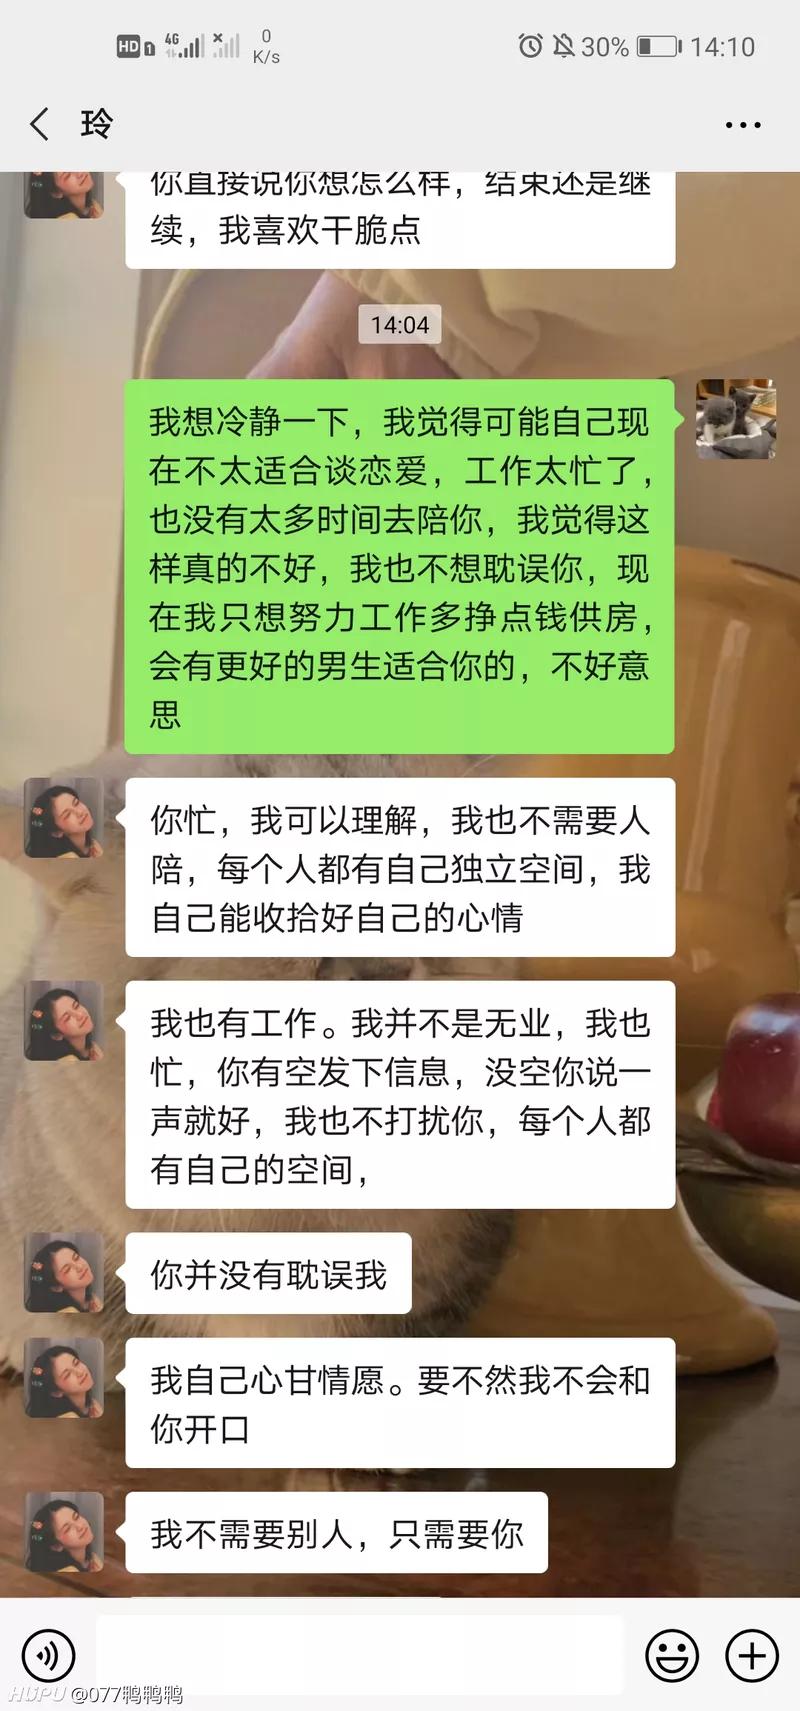 HD 1 4G 0 K/s 30% 14:10
玲
你直接说你想怎么样，结束还是继
续，我喜欢干脆点
14:04
我想冷静一下，我觉得可能自己现
在不太适合谈恋爱，工作太忙了，
也没有太多时间去陪你，我觉得这
样真的不好，我也不想耽误你，现
在我只想努力工作多挣点钱供房，
会有更好的男生适合你的，不好意
思
你忙，我可以理解，我也不需要人
陪，每个人都有自己独立空间，我
自己能收拾好自己的心情
我也有工作。我并不是无业，我也
忙，你有空发下信息，没空你说一
声就好，我也不打扰你，每个人都
有自己的空间，
你并没有耽误我
我自己心甘情愿。要不然我不会和
你开口
我不需要别人，只需要你
HUPU @077鸭鸭鸭